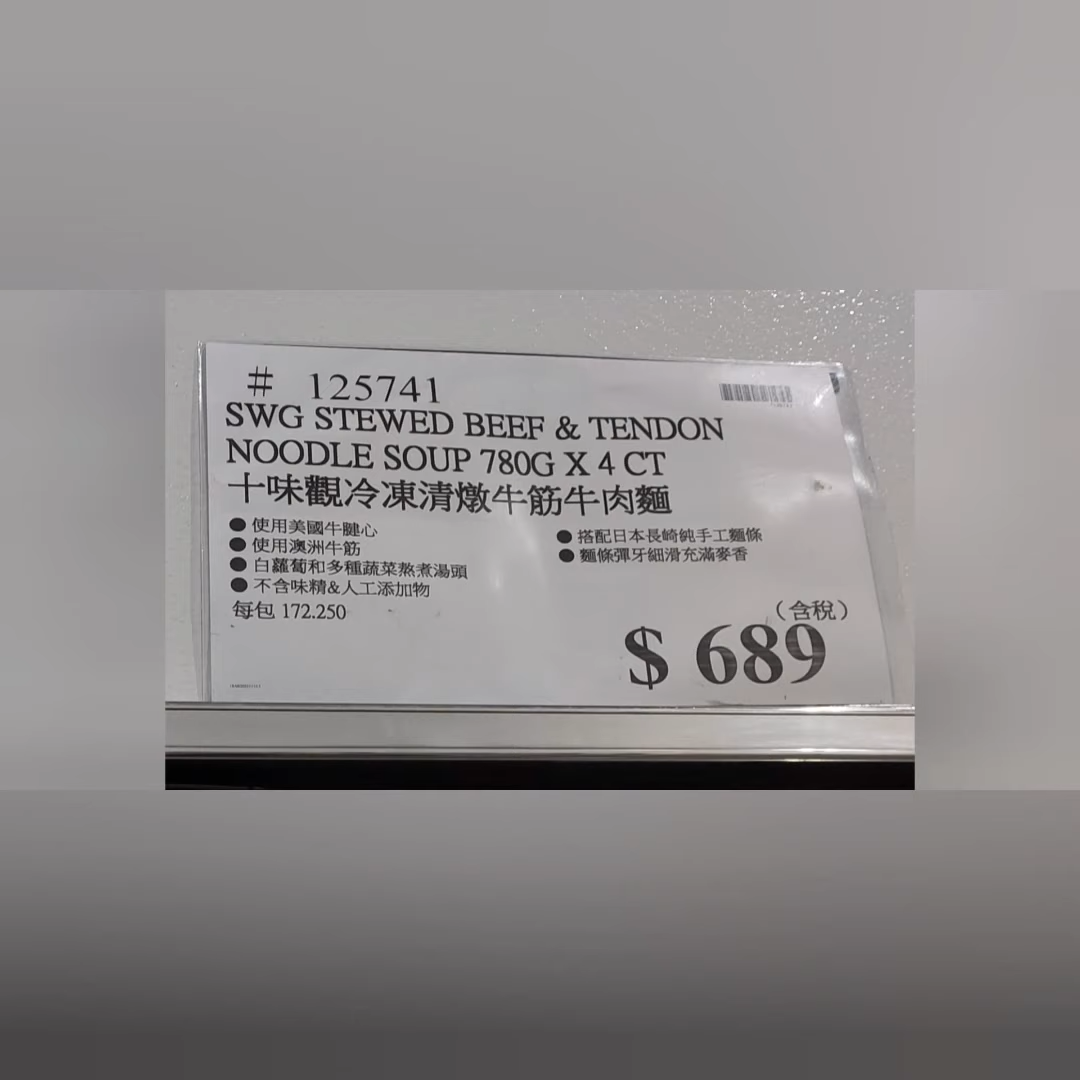 # 125741
SWG STEWED BEEF & TENDON
NOODLE SOUP 780G X 4 CT
十味觀冷凍清燉牛筋牛肉麵
●使用美國牛腱心
●使用澳洲牛筋
●白蘿蔔和多種蔬菜熬煮湯頭
●不含味精&人工添加物
每包 172.250
●搭配日本長崎純手工麵條
●麵條彈牙細滑充滿麥香
（含稅）
$ 689